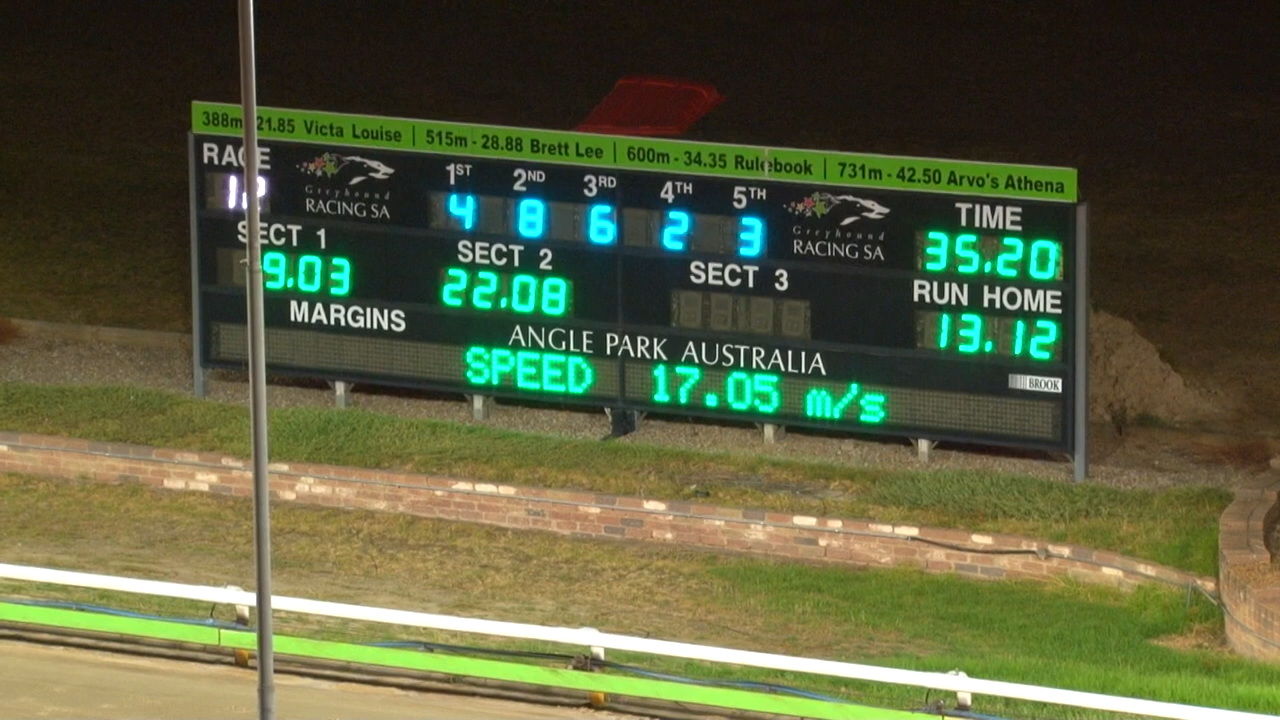 388m 21.85 Victa Louise | 515m - 28.88 Brett Lee | 600m - 34.35 Rulebook | 731m - 42.50 Arvo's Athena
RACE
1ST 2ND 3RD 4TH 5TH
4 8 6 2 3
Greyhound
RACING SA
Greyhound
RACING SA
TIME
35.20
SECT 1
9.03
SECT 2
22.08
SECT 3
RUN HOME
13.12
MARGINS
ANGLE PARK AUSTRALIA
SPEED 17.05 m/s
BROOK